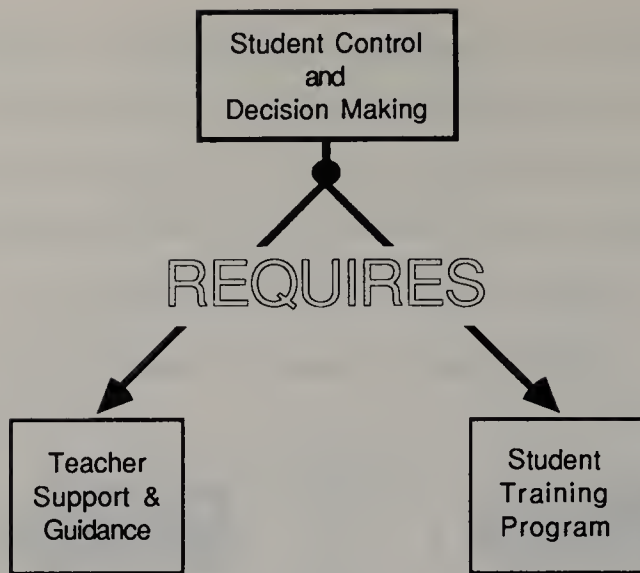 Student Control
and
Decision Making
REQUIRES
Teacher
Support &
Guidance
Student
Training
Program